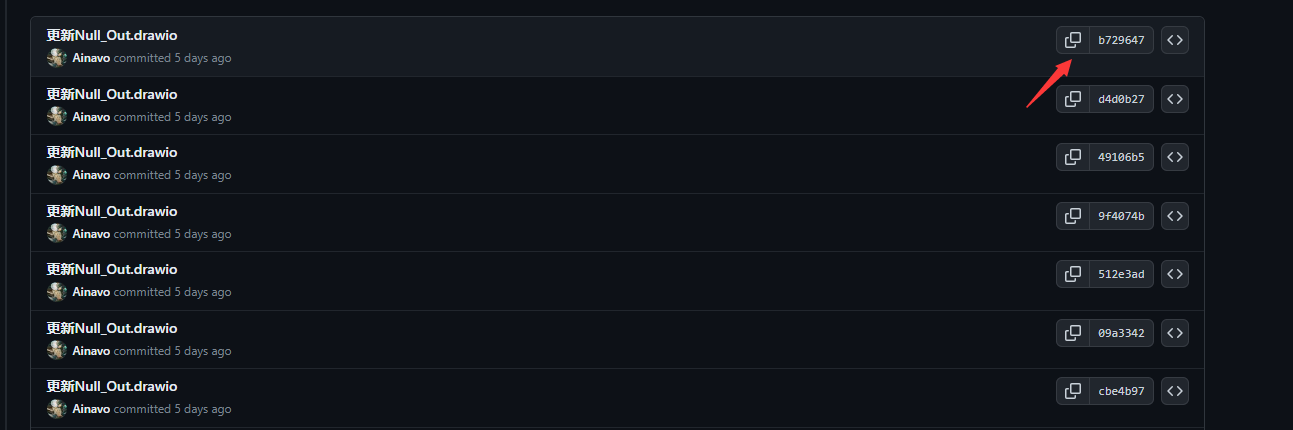 更新Null_Out.drawio
b729647
Ainavo committed 5 days ago
更新Null_Out.drawio
d4d0b27
Ainavo committed 5 days ago
更新Null_Out.drawio
49106b5
Ainavo committed 5 days ago
更新Null_Out.drawio
9f4074b
Ainavo committed 5 days ago
更新Null_Out.drawio
512e3ad
Ainavo committed 5 days ago
更新Null_Out.drawio
09a3342
Ainavo committed 5 days ago
更新Null_Out.drawio
cbe4b97
Ainavo committed 5 days ago